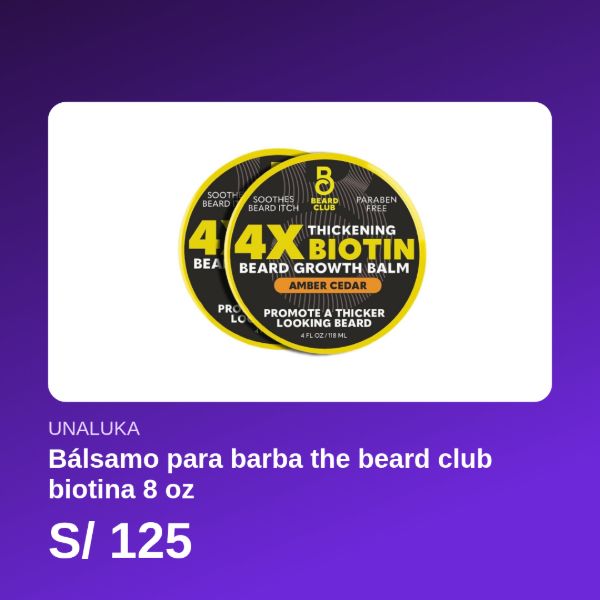 SOOTHES
BEARD ITCH
B
BEARD
CLUB
PARABEN
FREE
4X THICKENING
BIOTIN
BEARD GROWTH BALM
AMBER CEDAR
PROMOTE A THICKER
LOOKING BEARD
4 FL OZ/118 ML
UNALUKA
Bálsamo para barba the beard club
biotina 8 oz
S/ 125